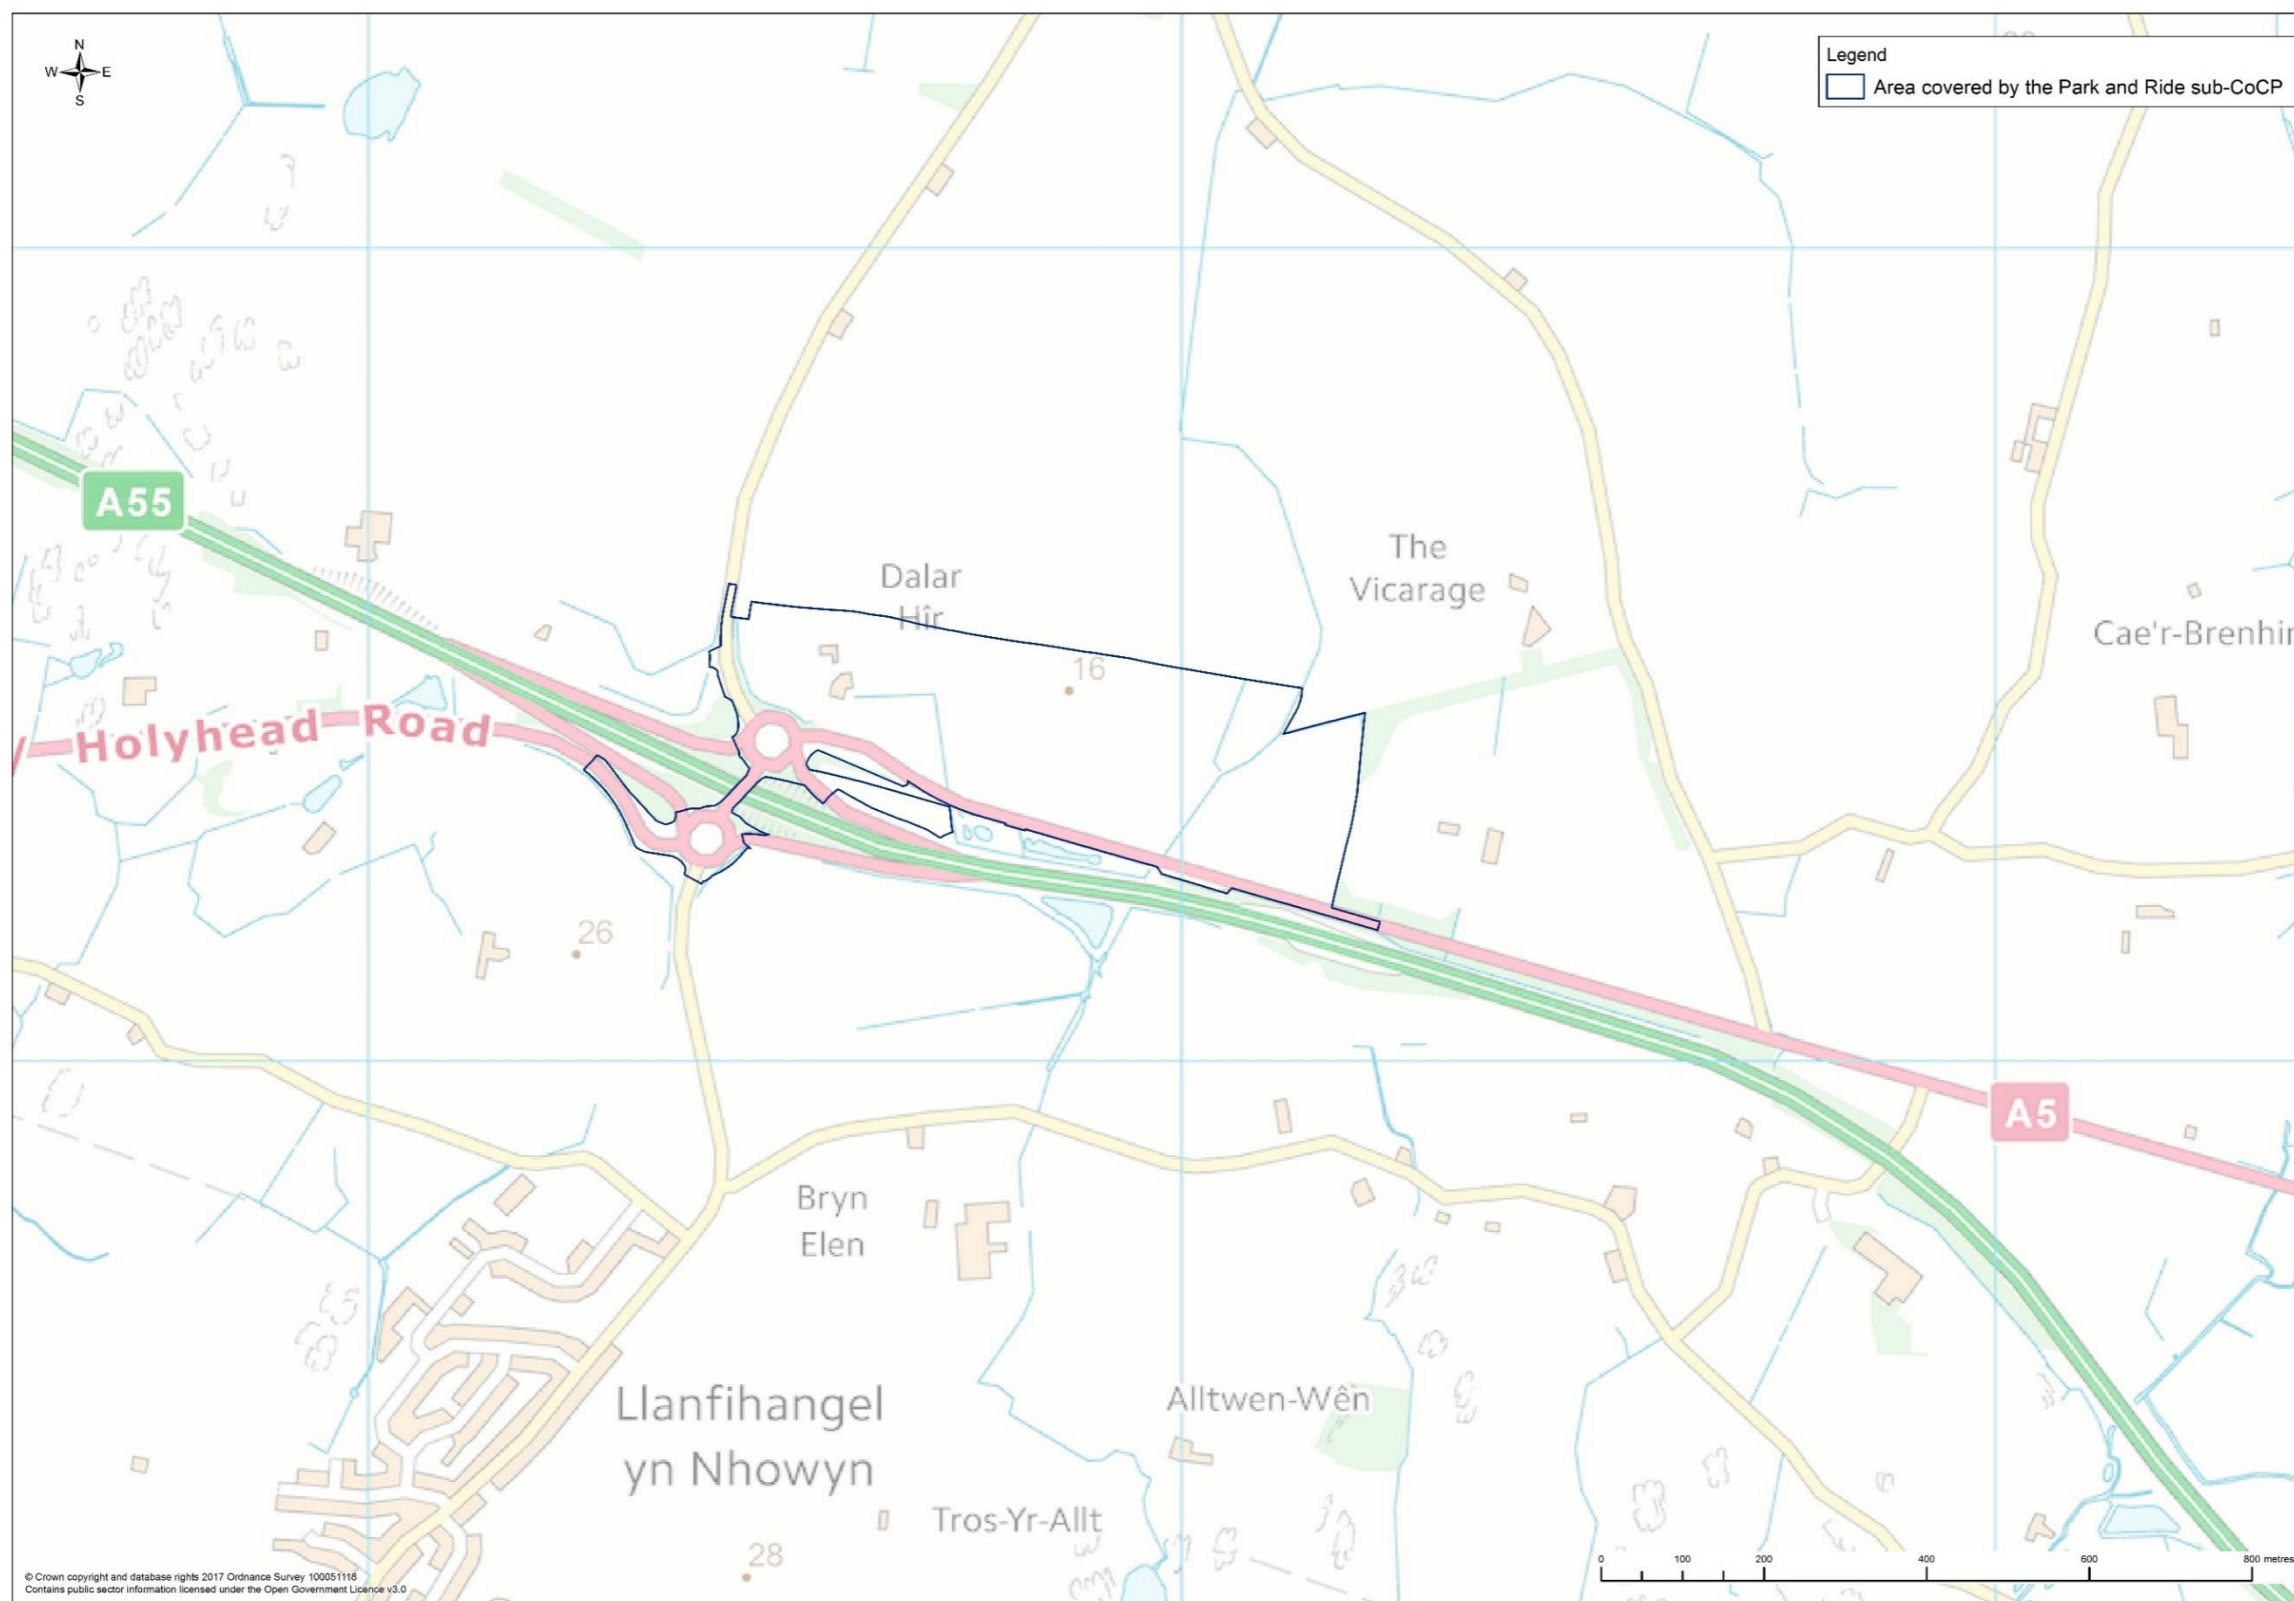 N
W E
S
Legend
Area covered by the Park and Ride sub-CoCP
A55
Dalar
Hîr
The
Vicarage
16
Cae'r-Brenhin
Holyhead Road
26
A5
Bryn
Elen
Llanfihangel
yn Nhowyn
Alltwen-Wên
Tros-Yr-Allt
28
0 100 200 400 600 800 metres
© Crown copyright and database rights 2017 Ordnance Survey 100051118
Contains public sector information licensed under the Open Government Licence v3.0